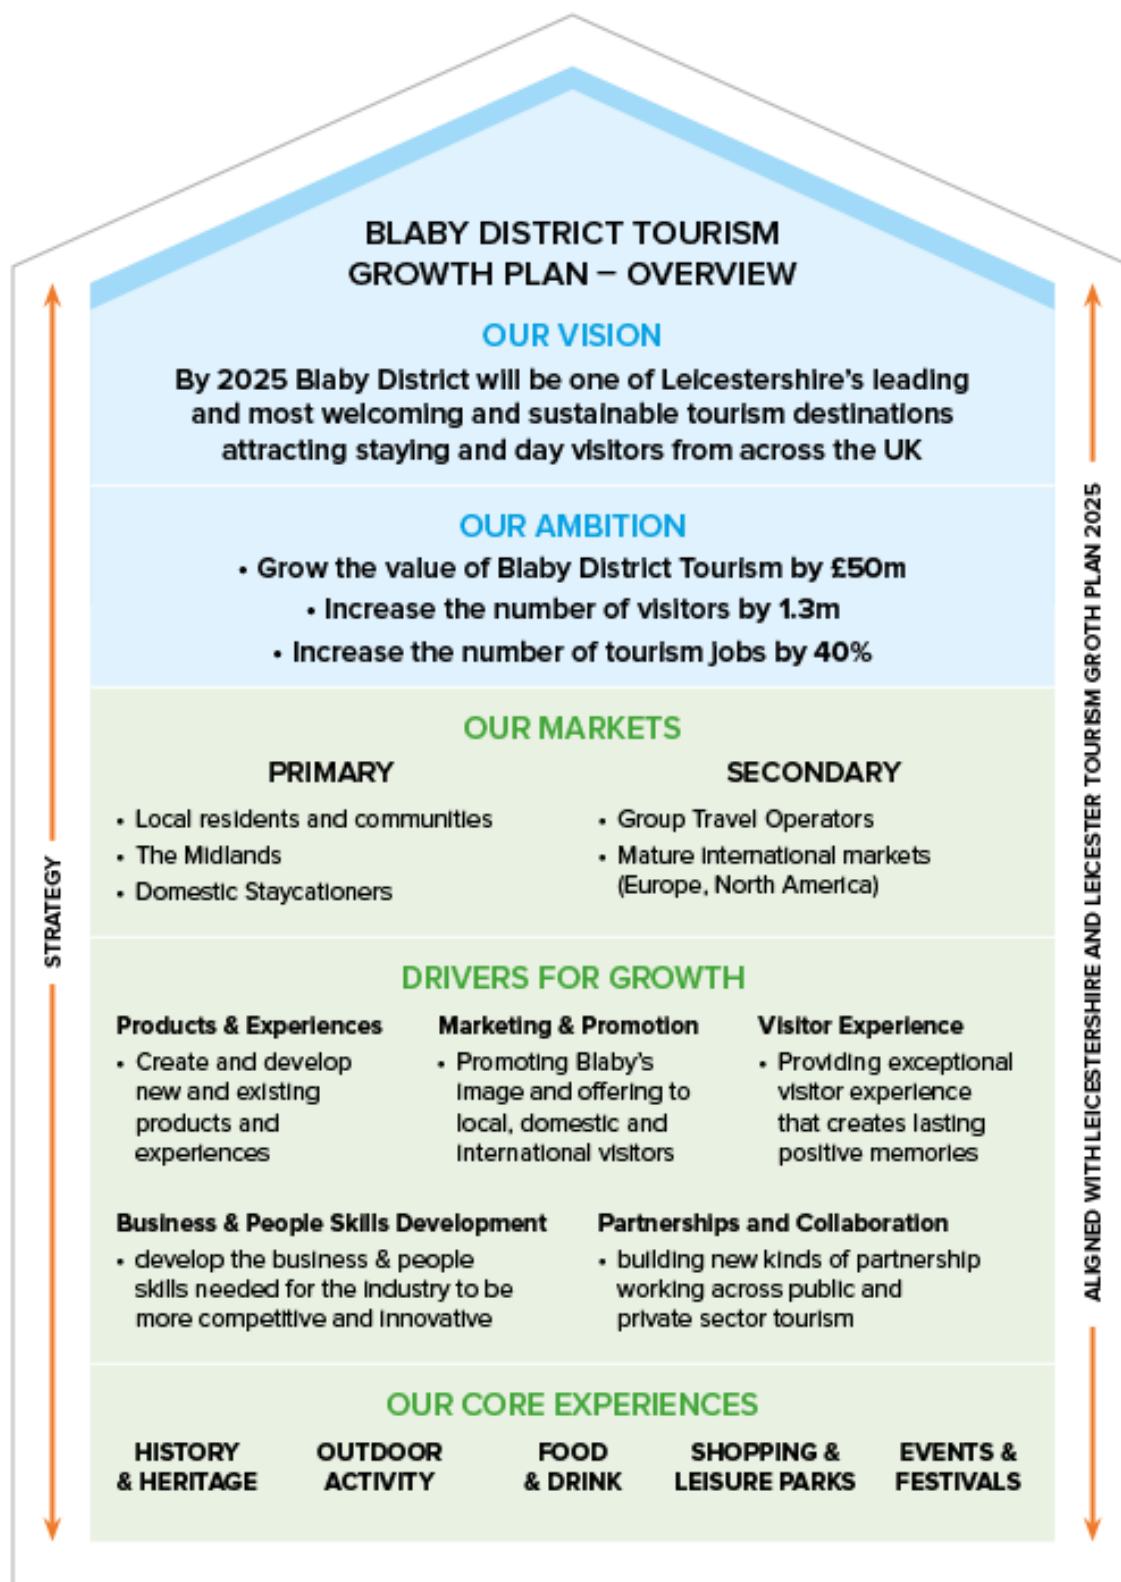 BLABY DISTRICT TOURISM
GROWTH PLAN – OVERVIEW
OUR VISION
By 2025 Blaby District will be one of Leicestershire's leading
and most welcoming and sustainable tourism destinations
attracting staying and day visitors from across the UK
OUR AMBITION
• Grow the value of Blaby District Tourism by £50m
• Increase the number of visitors by 1.3m
• Increase the number of tourism jobs by 40%
OUR MARKETS
PRIMARY
• Local residents and communities
• The Midlands
• Domestic Staycationers
SECONDARY
• Group Travel Operators
• Mature international markets
(Europe, North America)
DRIVERS FOR GROWTH
Products & Experiences
• Create and develop
new and existing
products and
experiences
Marketing & Promotion
• Promoting Blaby's
image and offering to
local, domestic and
international visitors
Visitor Experience
• Providing exceptional
visitor experience
that creates lasting
positive memories
Business & People Skills Development
• develop the business & people
skills needed for the industry to be
more competitive and innovative
Partnerships and Collaboration
• building new kinds of partnership
working across public and
private sector tourism
OUR CORE EXPERIENCES
HISTORY
& HERITAGE
OUTDOOR
ACTIVITY
FOOD
& DRINK
SHOPPING &
LEISURE PARKS
EVENTS &
FESTIVALS
STRATEGY
ALIGNED WITH LEICESTERSHIRE AND LEICESTER TOURISM GROTH PLAN 2025